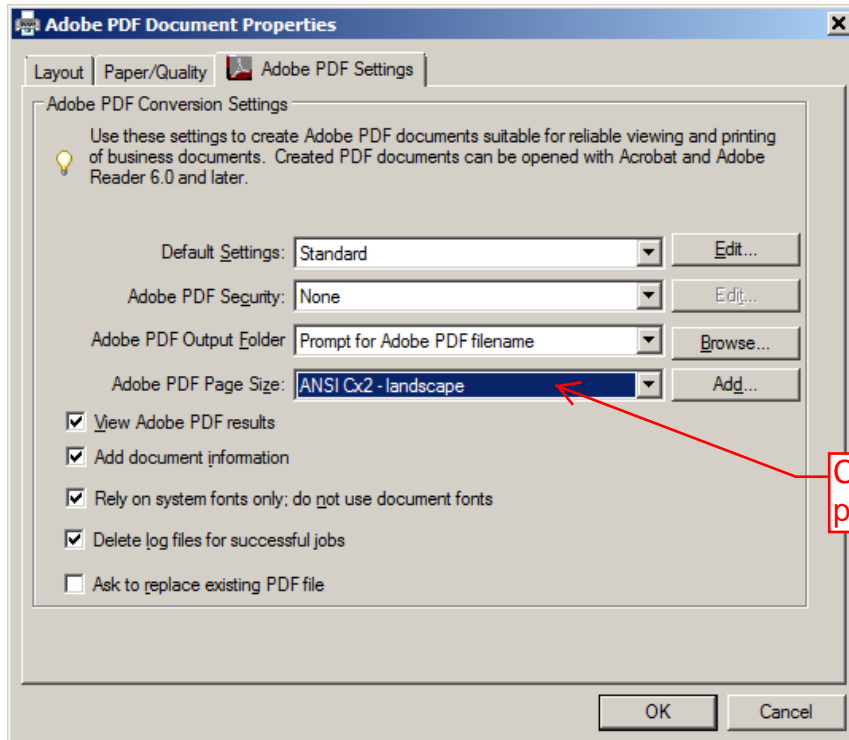 Adobe PDF Document Properties
Layout
Paper/Quality
Adobe PDF Settings
Adobe PDF Conversion Settings
Use these settings to create Adobe PDF documents suitable for reliable viewing and printing
of business documents. Created PDF documents can be opened with Acrobat and Adobe
Reader 6.0 and later.
Default Settings: Standard Edit...
Adobe PDF Security: None Edit...
Adobe PDF Output Folder Prompt for Adobe PDF filename Browse...
Adobe PDF Page Size: ANSI Cx2 - landscape Add...
View Adobe PDF results
Add document information
Rely on system fonts only; do not use document fonts
Delete log files for successful jobs
Ask to replace existing PDF file
OK Cancel